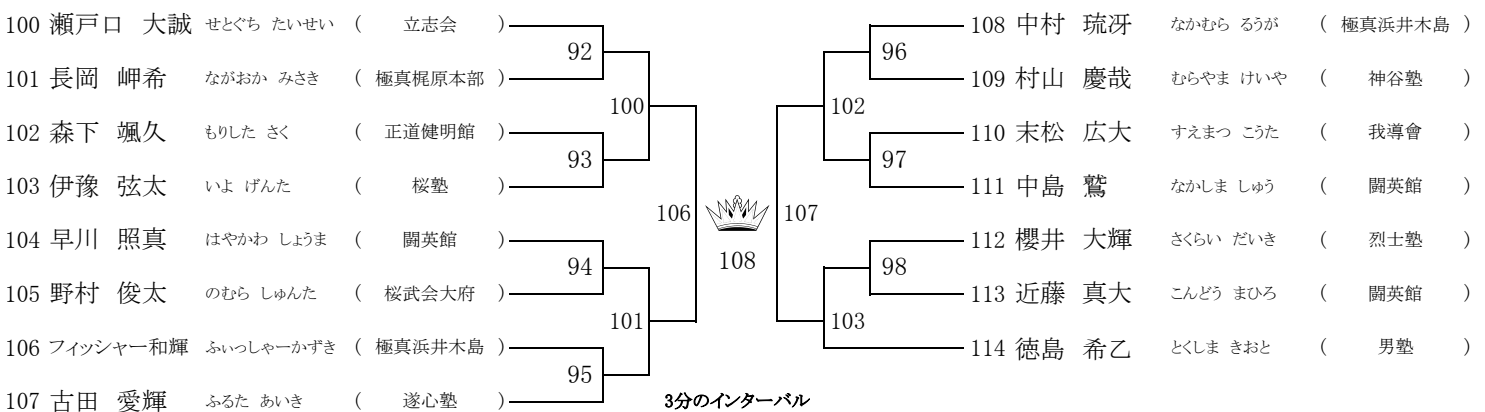 100 瀬戸口 大誠 せとぐち たいせい ( 立志会 )
92
101 長岡 岬希 ながおか みさき ( 極真梶原本部 )
100
102 森下 颯久 もりした さく ( 正道健明館 )
93
103 伊豫 弦太 いよ げんた ( 桜塾 )
106
104 早川 照真 はやかわ しょうま ( 闘英館 )
94
105 野村 俊太 のむら しゅんた ( 桜武会大府 )
101
106 フィッシャー和輝 ふぃっしゃーかずき ( 極真浜井木島 )
95
107 古田 愛輝 ふるた あいき ( 遂心塾 )
108
3分のインターバル
108 中村 琉冴 なかむら るうが ( 極真浜井木島 )
96
109 村山 慶哉 むらやま けいや ( 神谷塾 )
102
110 末松 広大 すえまつ こうた ( 我導會 )
97
111 中島 鷲 なかしま しゅう ( 闘英館 )
107
112 櫻井 大輝 さくらい だいき ( 烈士塾 )
98
113 近藤 真大 こんどう まひろ ( 闘英館 )
103
114 徳島 希乙 とくしま きおと ( 男塾 )